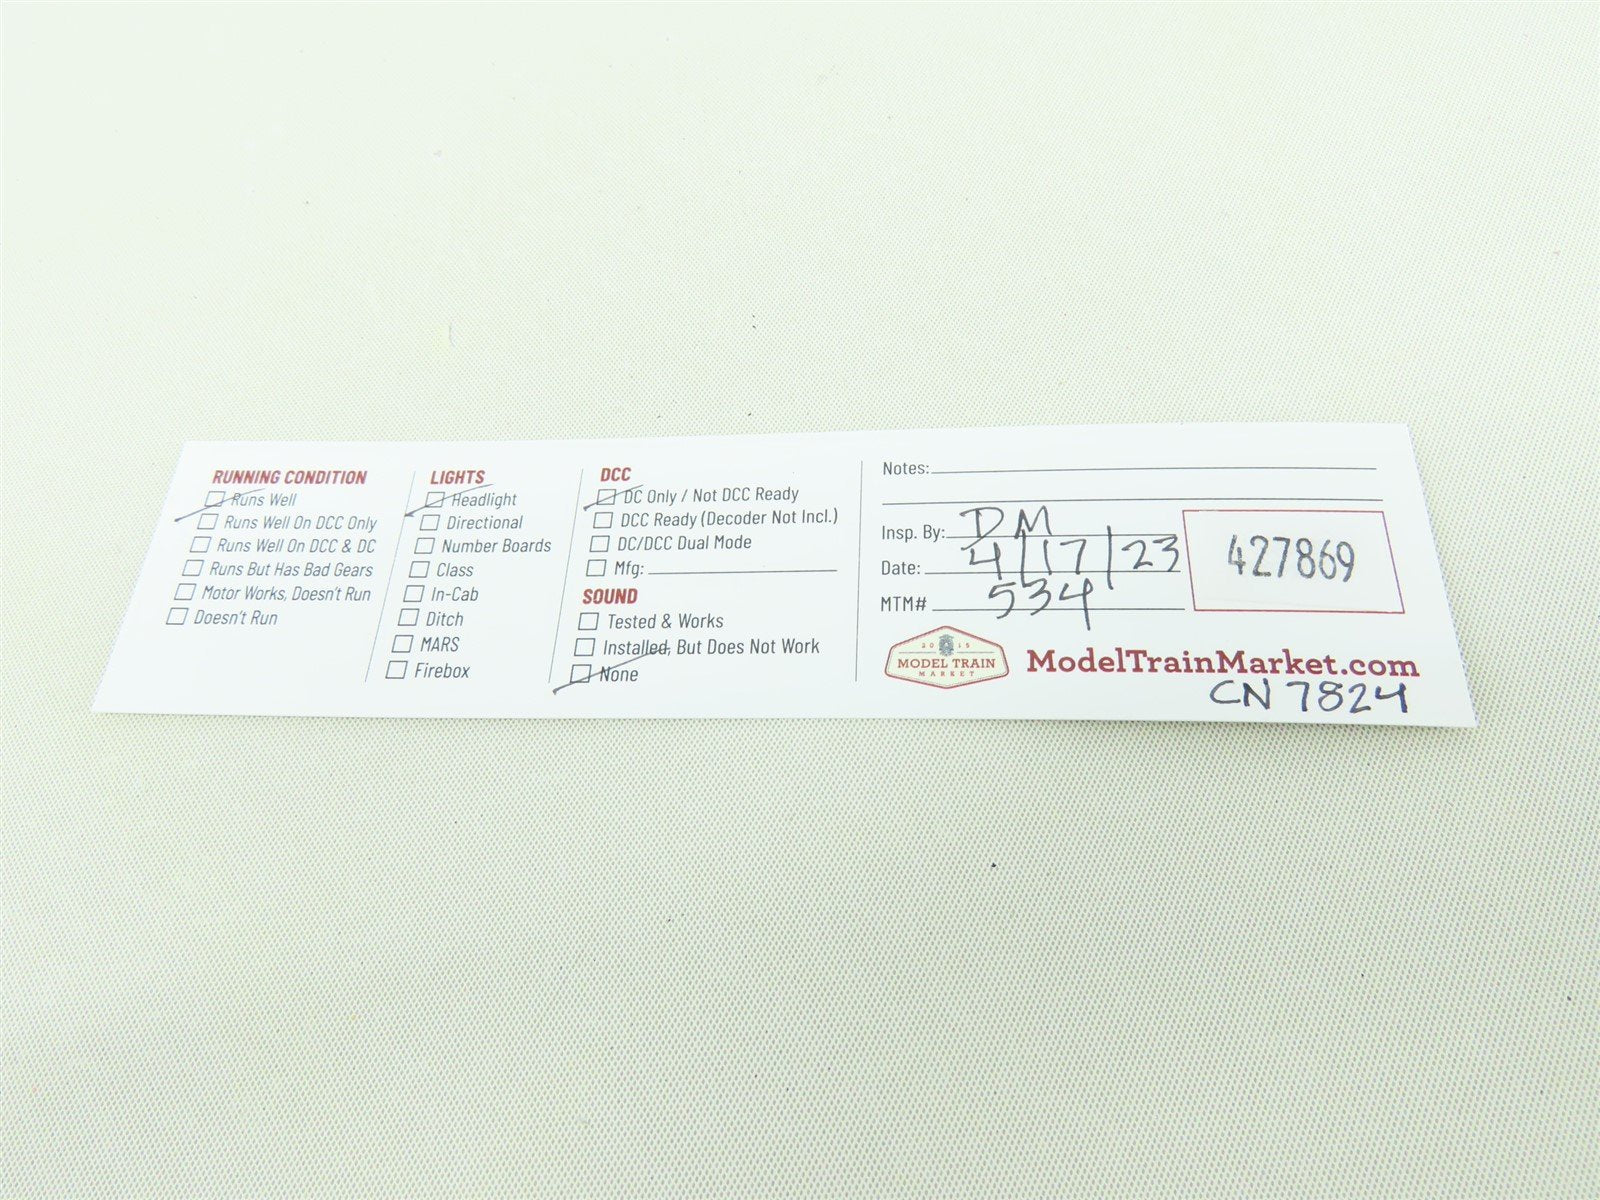 RUNNING CONDITION
Runs Well
Runs Well On DCC Only
Runs Well On DCC & DC
Runs But Has Bad Gears
Motor Works, Doesn't Run
Doesn't Run
LIGHTS
Headlight
Directional
Number Boards
Class
In-Cab
Ditch
MARS
Firebox
DCC
DC Only / Not DCC Ready
DCC Ready (Decoder Not Incl.)
DC/DCC Dual Mode
Mfg:
SOUND
Tested & Works
Installed, But Does Not Work
None
Notes:
Insp. By: DM
Date: 4/17/23
MTM# 534
427869
2015
MODEL TRAIN
MARKET
ModelTrainMarket.com
CN 7824